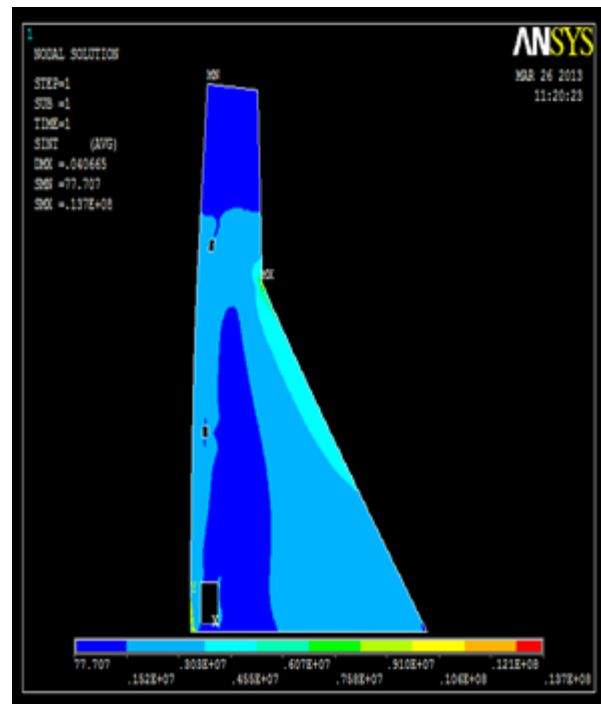 1
ANSYS
NODAL SOLUTION
MAR 26 2013
11:20:23
STEP=1
SUB =1
TIME=1
SINT (AVG)
DMX =.040665
SMN =77.707
SMX =.137E+08
MN
MX
X
77.707 .303E+07 .607E+07 .910E+07 .121E+08
.152E+07 .455E+07 .758E+07 .106E+08 .137E+08